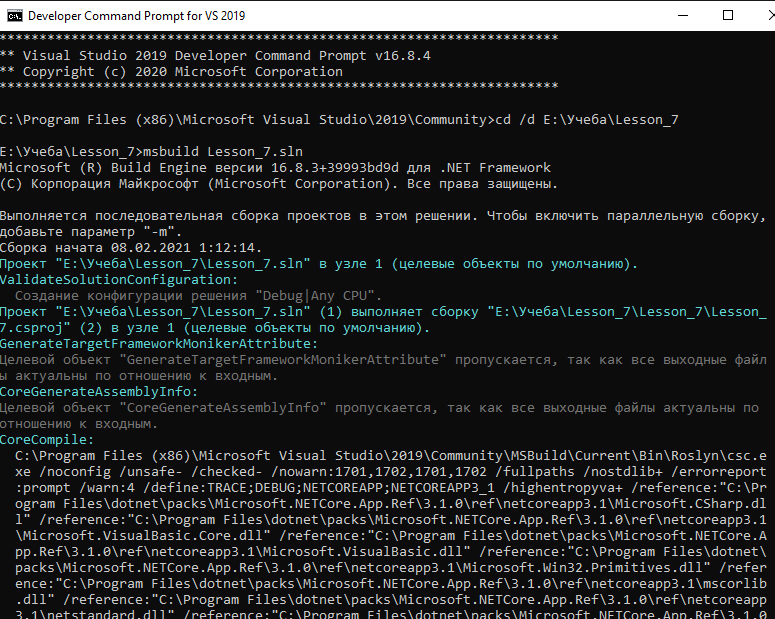 Developer Command Prompt for VS 2019
**********************************************************************
** Visual Studio 2019 Developer Command Prompt v16.8.4
** Copyright (c) 2020 Microsoft Corporation
**********************************************************************
C:\Program Files (x86)\Microsoft Visual Studio\2019\Community>cd /d E:\Учеба\Lesson_7
E:\Учеба\Lesson_7>msbuild Lesson_7.sln
Microsoft (R) Build Engine версии 16.8.3+39993bd9d для .NET Framework
(C) Корпорация Майкрософт (Microsoft Corporation). Все права защищены.
Выполняется последовательная сборка проектов в этом решении. Чтобы включить параллельную сборку,
добавьте параметр "-m".
Сборка начата 08.02.2021 1:12:14.
Проект "E:\Учеба\Lesson_7\Lesson_7.sln" в узле 1 (целевые объекты по умолчанию).
ValidateSolutionConfiguration:
  Создание конфигурации решения "Debug|Any CPU".
Проект "E:\Учеба\Lesson_7\Lesson_7.sln" (1) выполняет сборку "E:\Учеба\Lesson_7\Lesson_7\Lesson_
7.csproj" (2) в узле 1 (целевые объекты по умолчанию).
GenerateTargetFrameworkMonikerAttribute:
Целевой объект "GenerateTargetFrameworkMonikerAttribute" пропускается, так как все выходные файл
ы актуальны по отношению к входным.
CoreGenerateAssemblyInfo:
Целевой объект "CoreGenerateAssemblyInfo" пропускается, так как все выходные файлы актуальны по
отношению к входным.
CoreCompile:
  C:\Program Files (x86)\Microsoft Visual Studio\2019\Community\MSBuild\Current\Bin\Roslyn\csc.e
  xe /noconfig /unsafe- /checked- /nowarn:1701,1702,1701,1702 /fullpaths /nostdlib+ /errorreport
  :prompt /warn:4 /define:TRACE;DEBUG;NETCOREAPP;NETCOREAPP3_1 /highentropyva+ /reference:"C:\Pr
  ogram Files\dotnet\packs\Microsoft.NETCore.App.Ref\3.1.0\ref\netcoreapp3.1\Microsoft.CSharp.dl
  l" /reference:"C:\Program Files\dotnet\packs\Microsoft.NETCore.App.Ref\3.1.0\ref\netcoreapp3.1
  \Microsoft.VisualBasic.Core.dll" /reference:"C:\Program Files\dotnet\packs\Microsoft.NETCore.A
  pp.Ref\3.1.0\ref\netcoreapp3.1\Microsoft.VisualBasic.dll" /reference:"C:\Program Files\dotnet\
  packs\Microsoft.NETCore.App.Ref\3.1.0\ref\netcoreapp3.1\Microsoft.Win32.Primitives.dll" /refer
  ence:"C:\Program Files\dotnet\packs\Microsoft.NETCore.App.Ref\3.1.0\ref\netcoreapp3.1\mscorlib
  .dll" /reference:"C:\Program Files\dotnet\packs\Microsoft.NETCore.App.Ref\3.1.0\ref\netcoreapp
  3.1\netstandard.dll" /reference:"C:\Program Files\dotnet\packs\Microsoft.NETCore.App.Ref\3.1.0